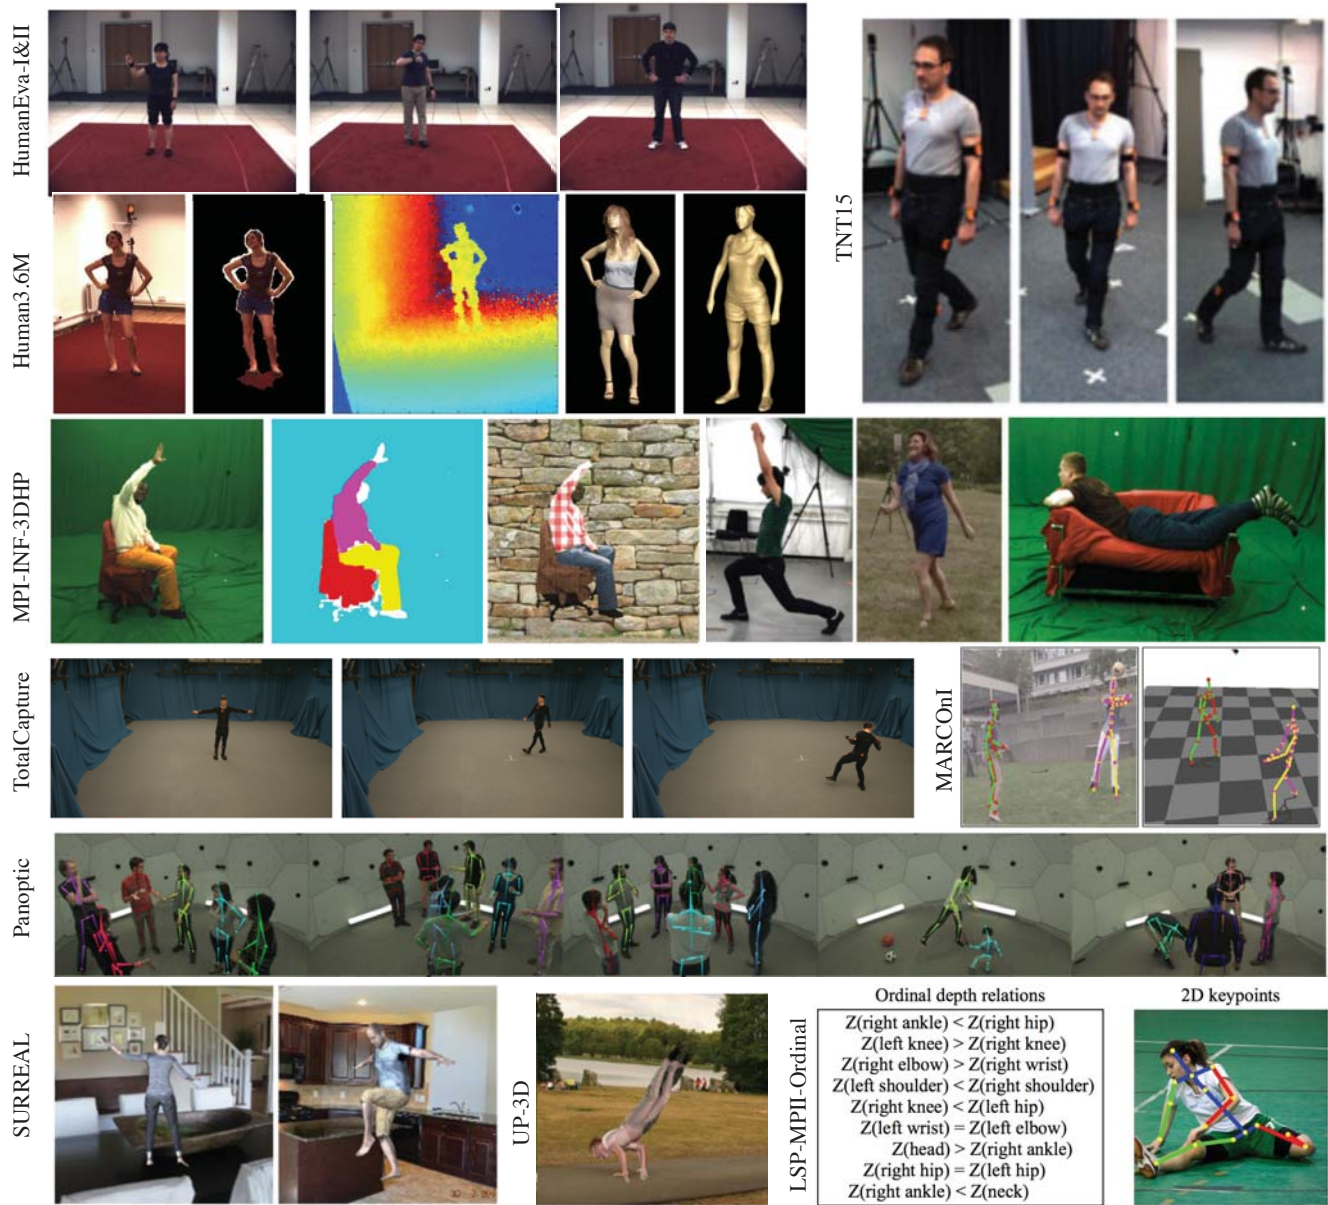 HumanEva-I&II
TNT15
Human3.6M
MPI-INF-3DHP
TotalCapture
MARCOnI
Panoptic
SURREAL
UP-3D
LSP-MPII-Ordinal
Ordinal depth relations
Z(right ankle) < Z(right hip)
Z(left knee) > Z(right knee)
Z(right elbow) > Z(right wrist)
Z(left shoulder) < Z(right shoulder)
Z(right knee) < Z(left hip)
Z(left wrist) = Z(left elbow)
Z(head) > Z(right ankle)
Z(right hip) = Z(left hip)
Z(right ankle) < Z(neck)
2D keypoints